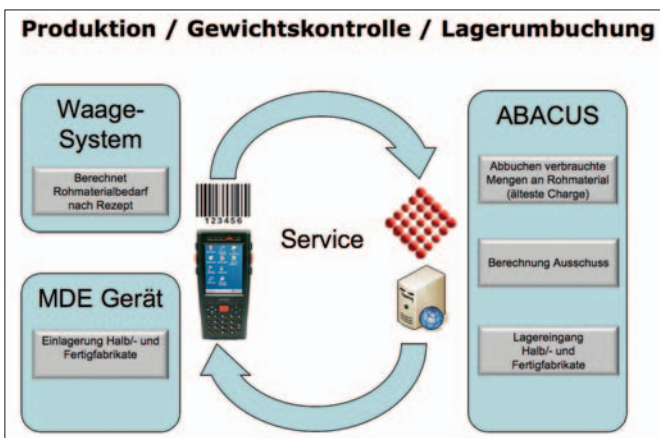 Produktion / Gewichtskontrolle / Lagerumbuchung
Waage-
System
Berechnet
Rohmaterialbedarf
nach Rezept
123456
MDE Gerät
Einlagerung Halb/- und
Fertigfabrikate
Service
ABACUS
Abbuchen verbrauchte
Mengen an Rohmaterial
(älteste Charge)
Berechnung Ausschuss
Lagereingang
Halb/- und
Fertigfabrikate